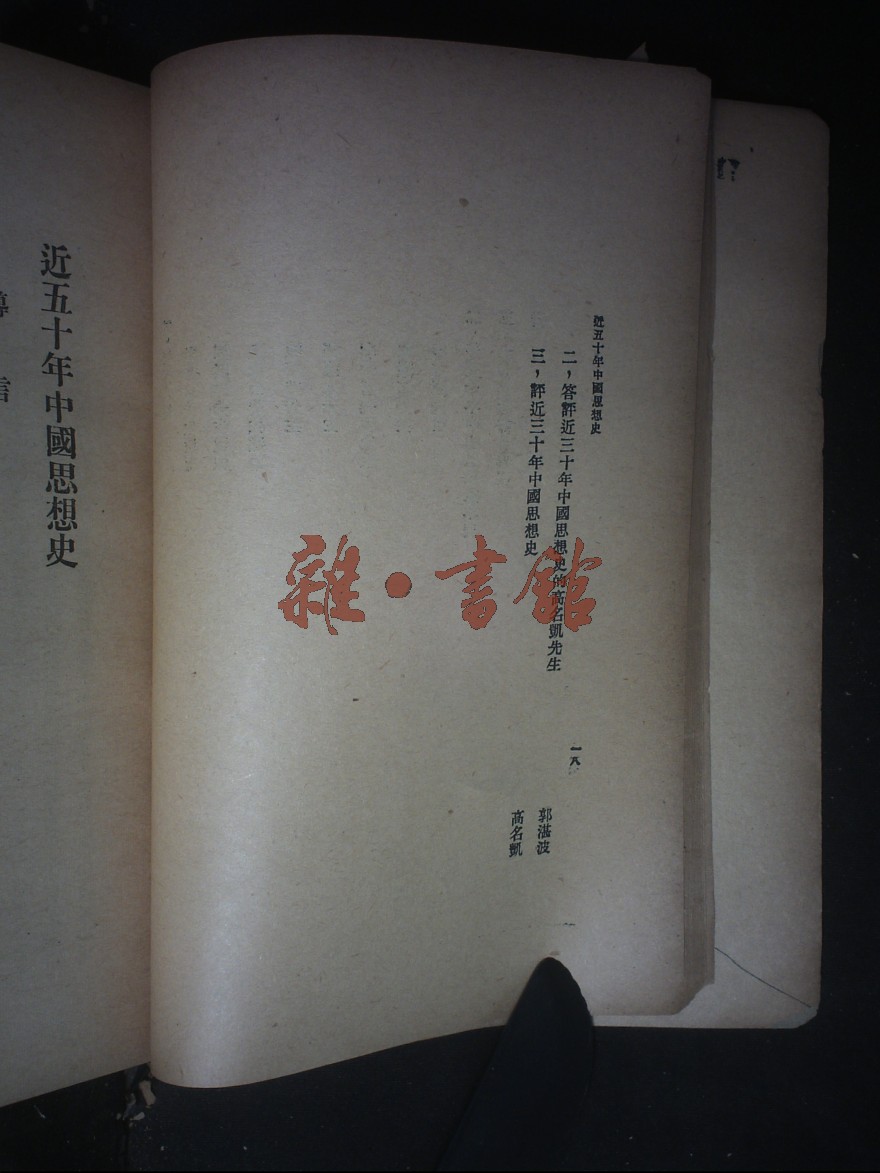 近五十年中國思想史
二，答評近三十年中國思想史的高名凱先生
郭湛波
三，評近三十年中國思想史
高名凱
一八
近五十年中國思想史
導言
雜·書館